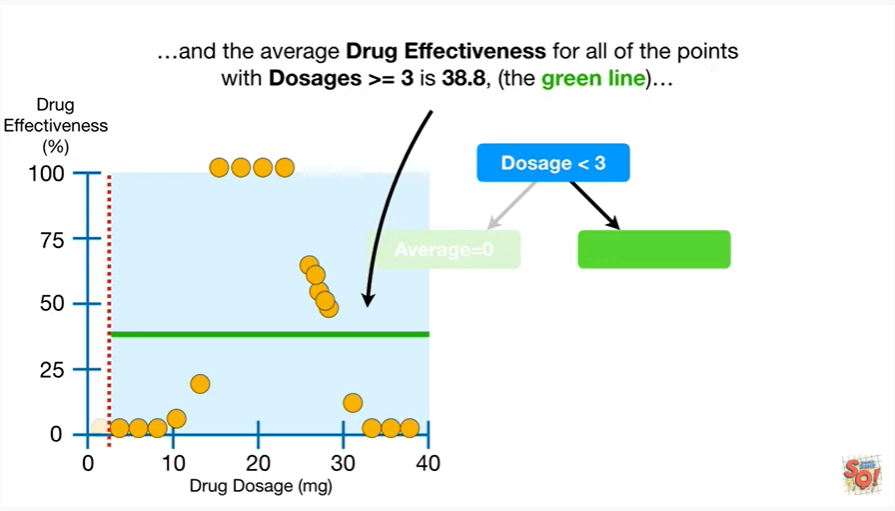 …and the average Drug Effectiveness for all of the points
with Dosages >= 3 is 38.8, (the green line)…
Drug
Effectiveness
(%)
100
75
50
25
0
0 10 20 30 40
Drug Dosage (mg)
Dosage < 3
Average=0